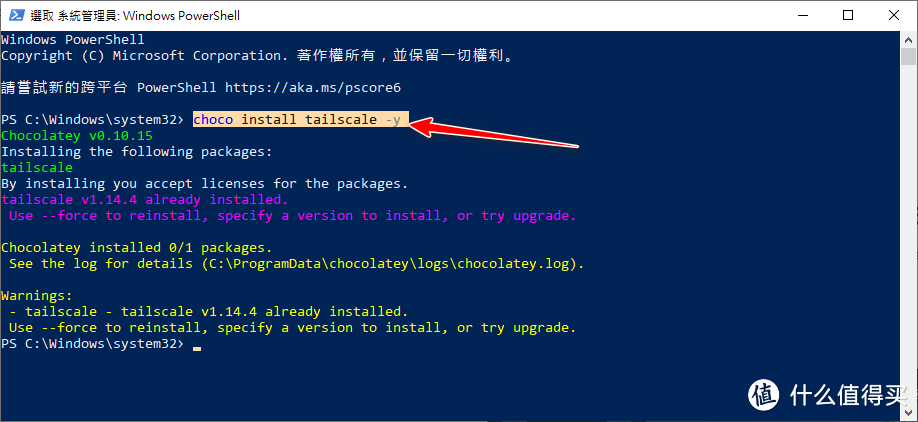 選取 系統管理員: Windows PowerShell
Windows PowerShell
Copyright (C) Microsoft Corporation. 著作權所有，並保留一切權利。
請嘗試新的跨平台 PowerShell https://aka.ms/pscore6
PS C:\Windows\system32> choco install tailscale -y
Chocolatey v0.10.15
Installing the following packages:
tailscale
By installing you accept licenses for the packages.
tailscale v1.14.4 already installed.
 Use --force to reinstall, specify a version to install, or try upgrade.
Chocolatey installed 0/1 packages.
 See the log for details (C:\ProgramData\chocolatey\logs\chocolatey.log).
Warnings:
 - tailscale - tailscale v1.14.4 already installed.
 Use --force to reinstall, specify a version to install, or try upgrade.
PS C:\Windows\system32>
值 什么值得买